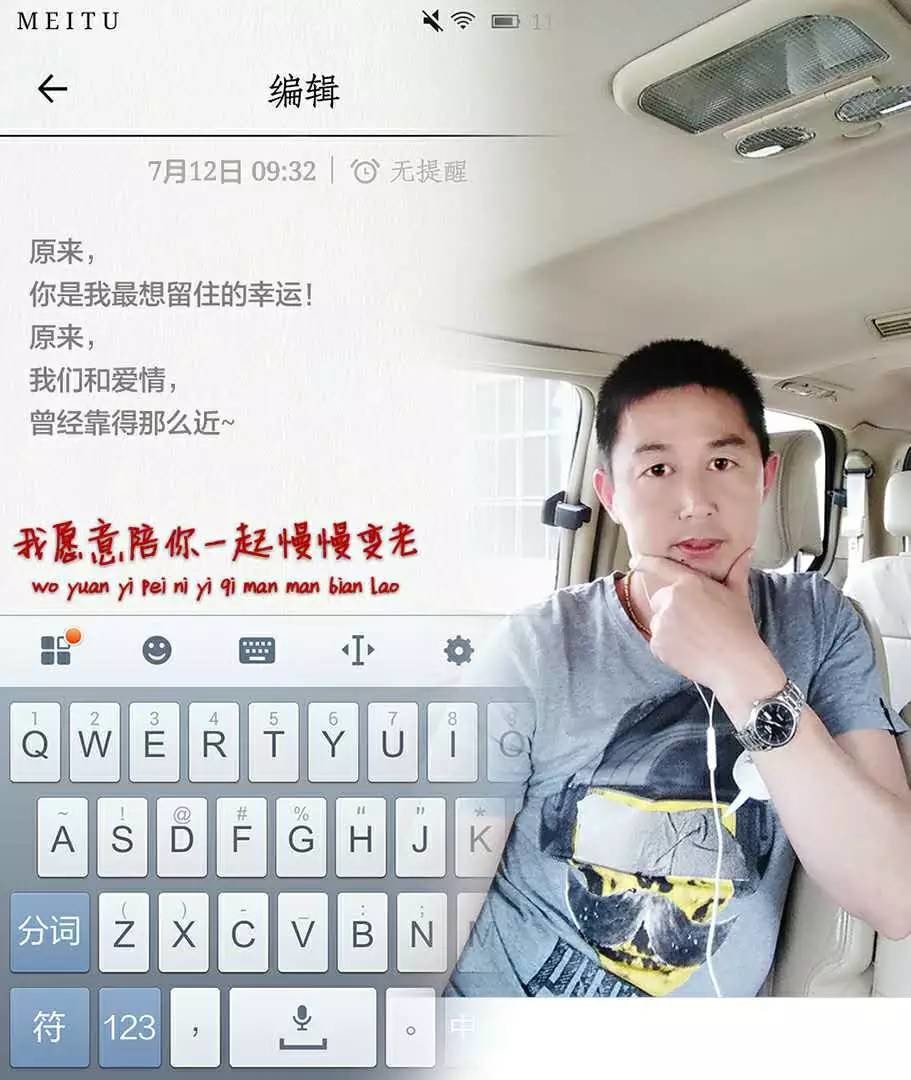 MEITU
编辑
7月12日 09:32 | 无提醒
原来，
你是我最想留住的幸运！
原来，
我们和爱情，
曾经靠得那么近~
我愿意陪你一起慢慢变老
wo yuan yi pei ni yi qi man man bian lao
1 2 3 4 5 6 7 8
Q W E R T Y U I O
~ ! @ # % " " *
A S D F G H J K
( ) - _ : ;
分词 Z X C V B N M
符 123 ， 。 中